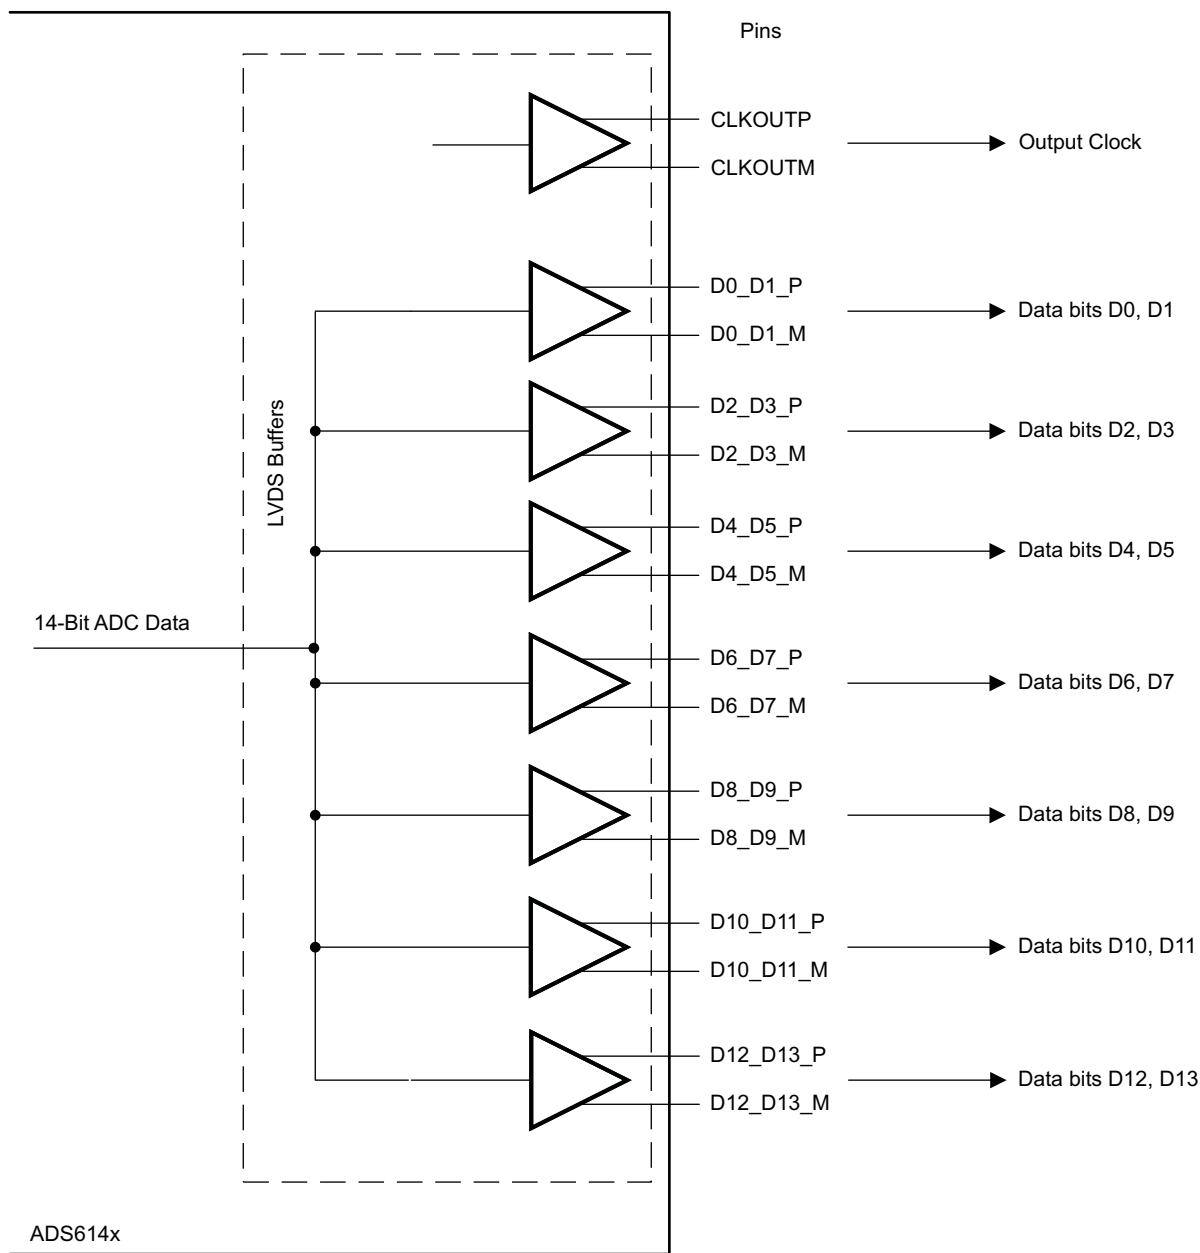 Pins
CLKOUTP
CLKOUTM
Output Clock
D0_D1_P
D0_D1_M
Data bits D0, D1
D2_D3_P
D2_D3_M
Data bits D2, D3
LVDS Buffers
D4_D5_P
D4_D5_M
Data bits D4, D5
14-Bit ADC Data
D6_D7_P
D6_D7_M
Data bits D6, D7
D8_D9_P
D8_D9_M
Data bits D8, D9
D10_D11_P
D10_D11_M
Data bits D10, D11
D12_D13_P
D12_D13_M
Data bits D12, D13
ADS614x